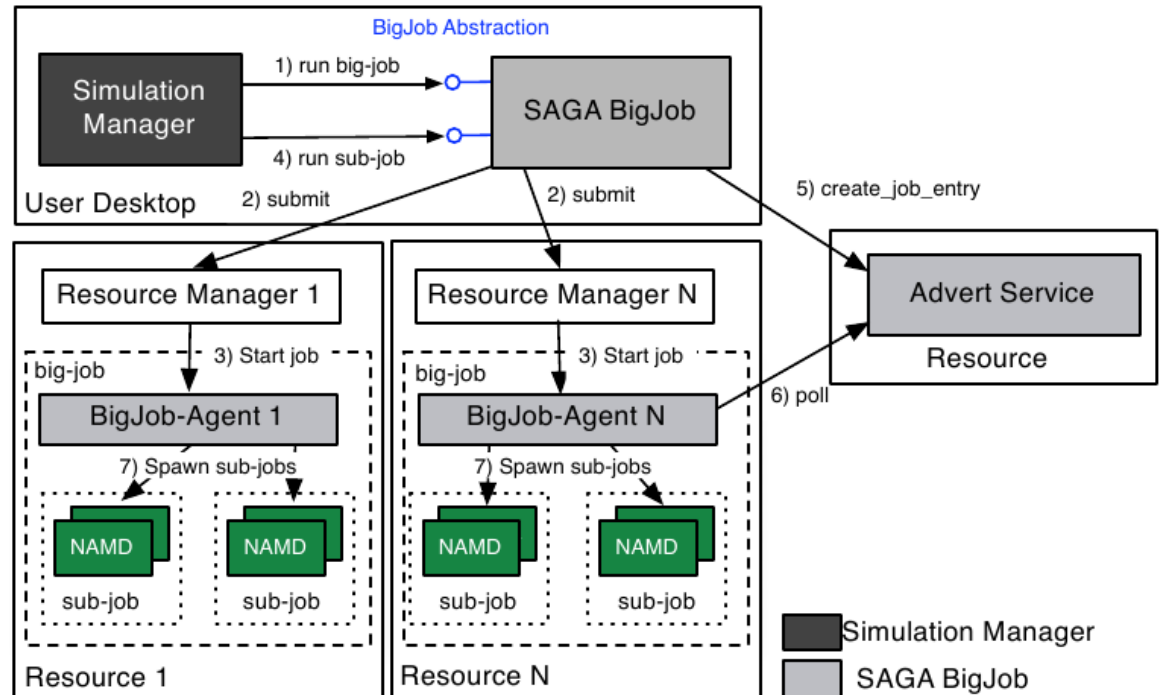 BigJob Abstraction
1) run big-job
Simulation
Manager
SAGA BigJob
4) run sub-job
User Desktop
2) submit
2) submit
5) create_job_entry
Resource Manager 1
Resource Manager N
Advert Service
Resource
3) Start job
3) Start job
big-job
big-job
6) poll
BigJob-Agent 1
BigJob-Agent N
7) Spawn sub-jobs
7) Spawn sub-jobs
NAMD
NAMD
NAMD
NAMD
sub-job
sub-job
sub-job
sub-job
Resource 1
Resource N
Simulation Manager
SAGA BigJob